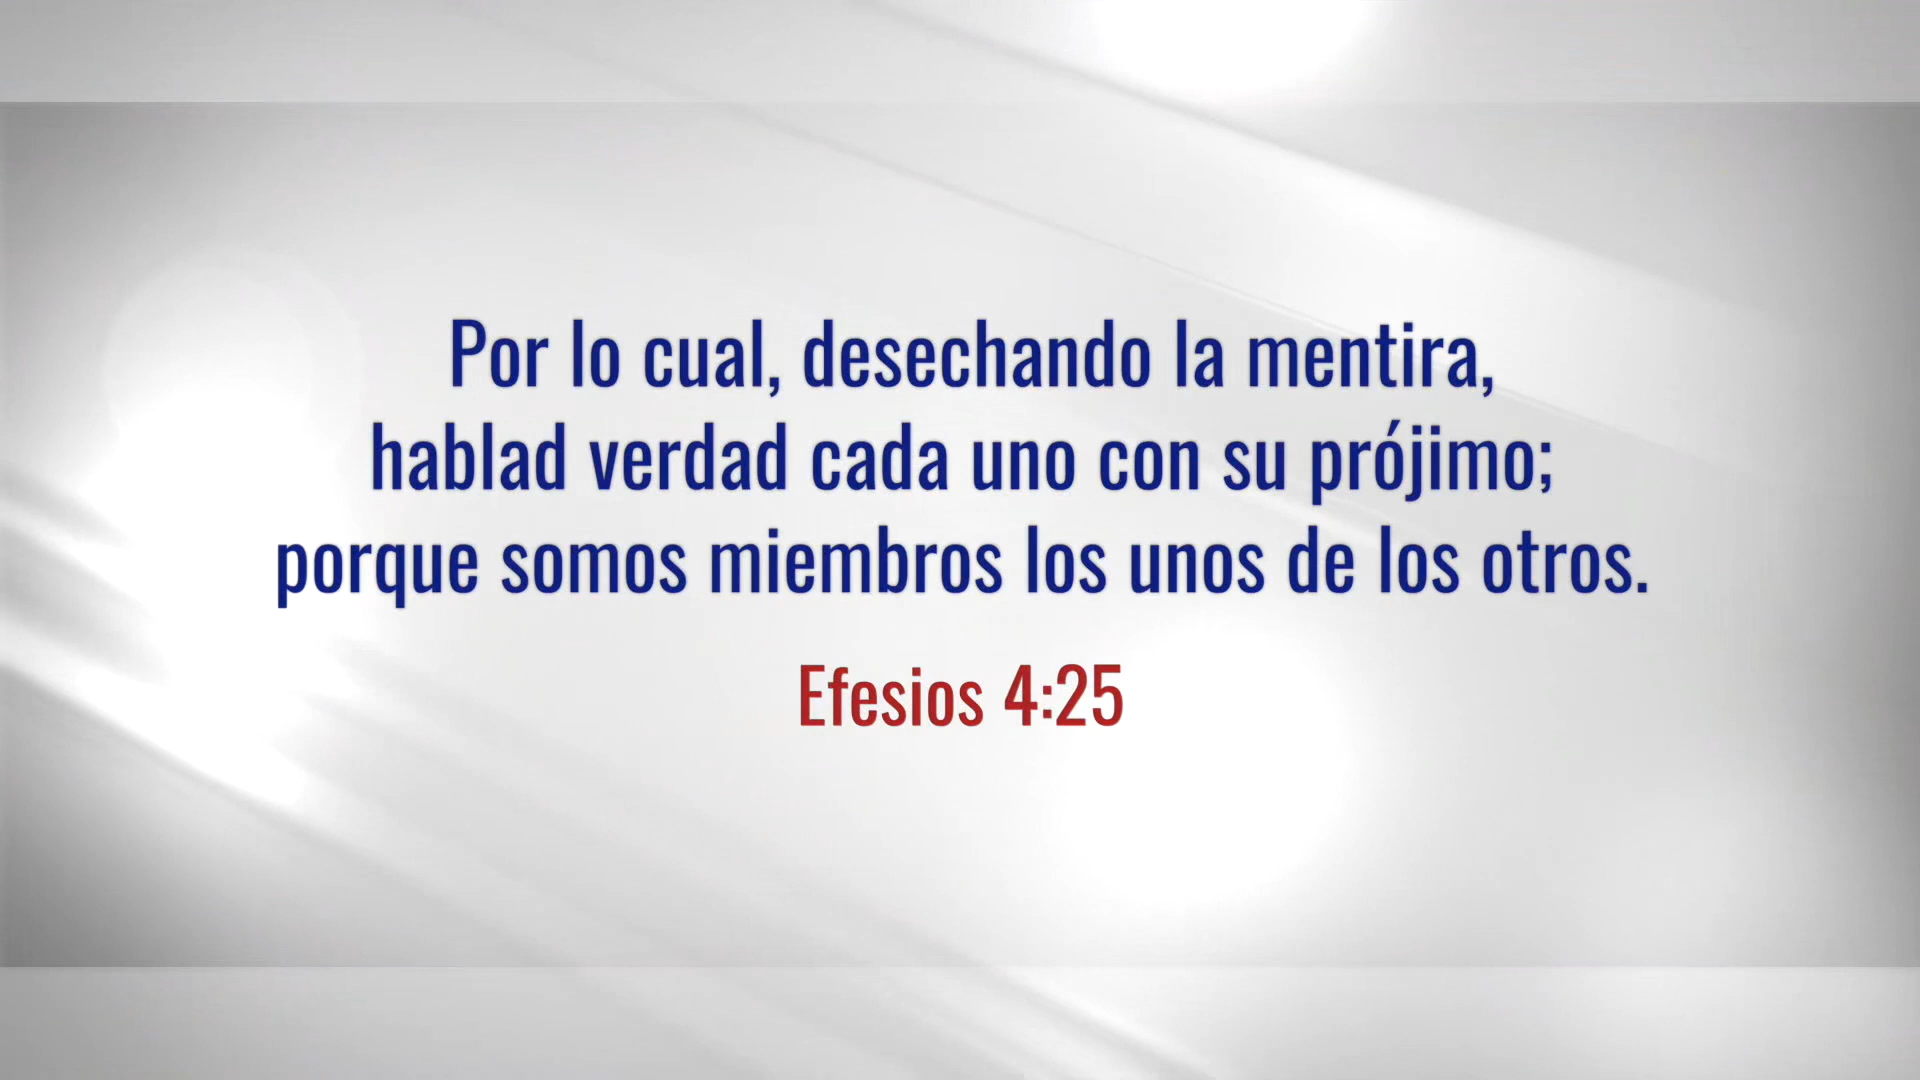 Por lo cual, desechando la mentira,
hablad verdad cada uno con su prójimo;
porque somos miembros los unos de los otros.
Efesios 4:25